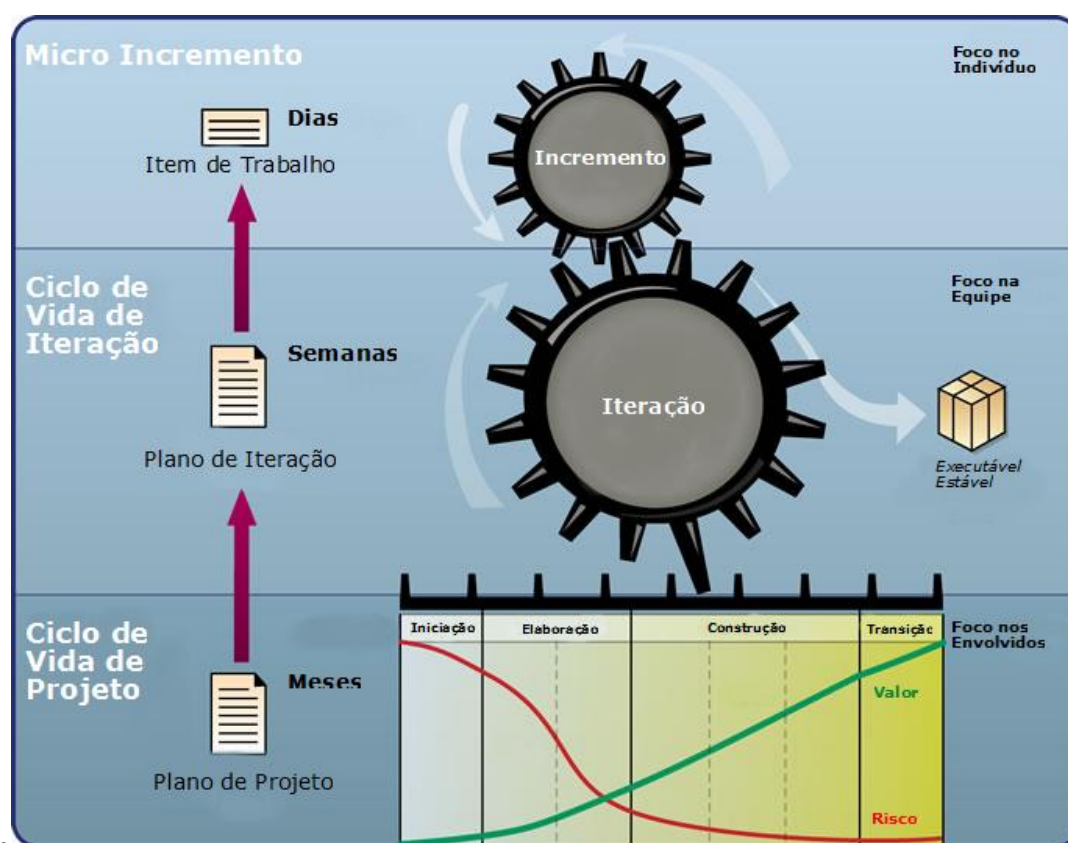 Micro Incremento
Foco no
Indivíduo
Dias
Item de Trabalho
Incremento
Ciclo de
Vida de
Iteração
Foco na
Equipe
Semanas
Plano de Iteração
Iteração
Executável
Estável
Ciclo de
Vida de
Projeto
Iniciação
Elaboração
Construção
Transição
Foco nos
Envolvidos
Meses
Plano de Projeto
Valor
Risco